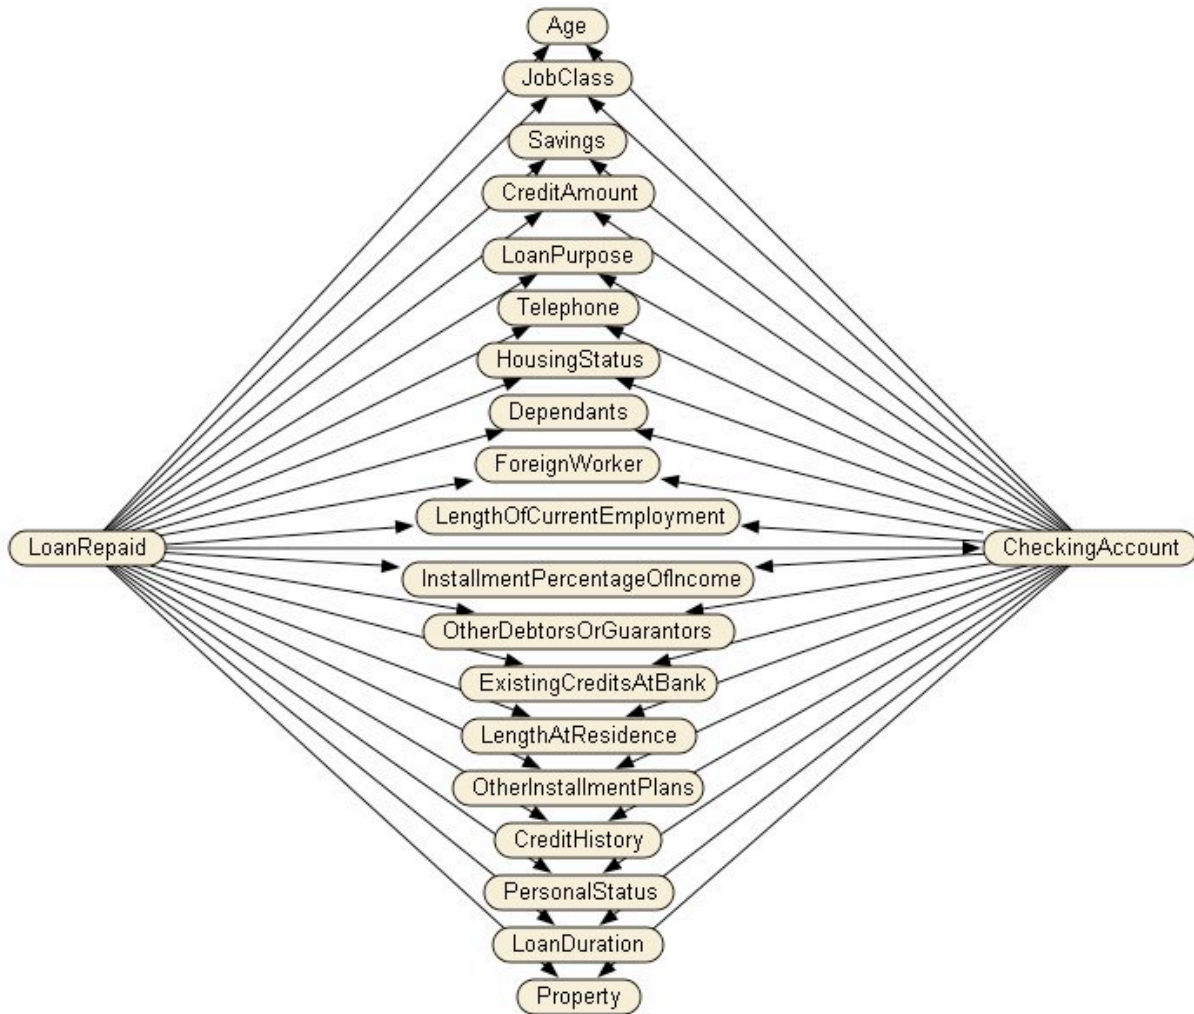 Age
JobClass
Savings
CreditAmount
LoanPurpose
Telephone
HousingStatus
Dependants
ForeignWorker
LengthOfCurrentEmployment
LoanRepaid
CheckingAccount
InstallmentPercentageOfIncome
OtherDebtorsOrGuarantors
ExistingCreditsAtBank
LengthAtResidence
OtherInstallmentPlans
CreditHistory
PersonalStatus
LoanDuration
Property